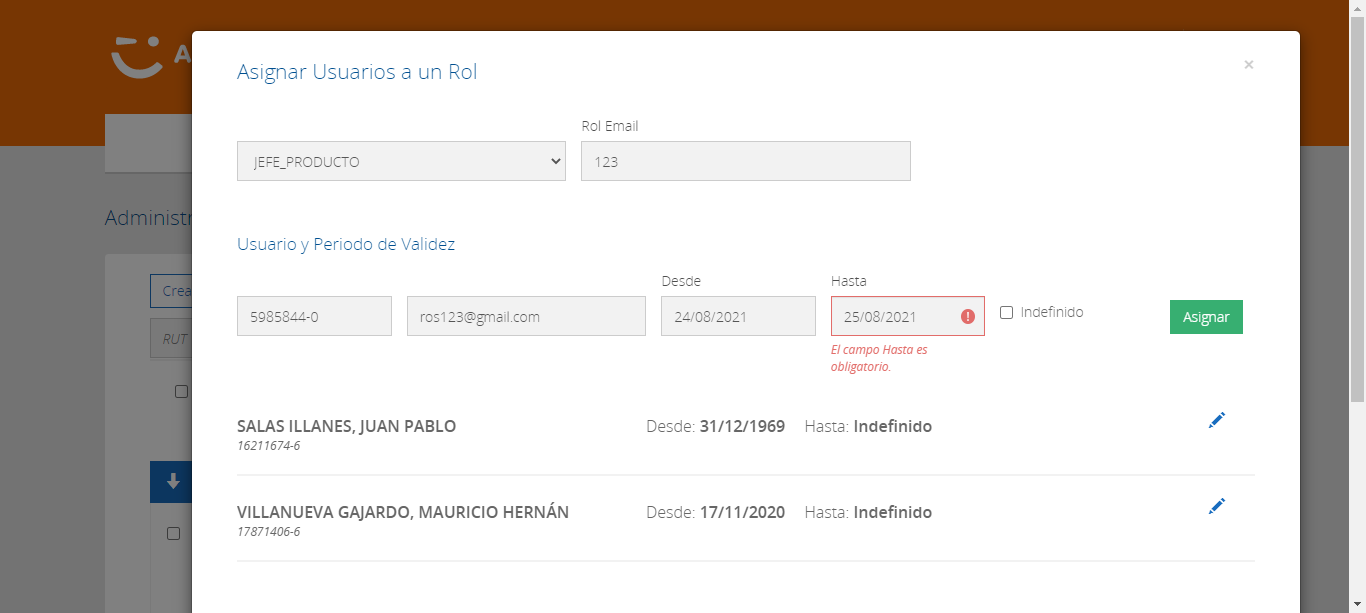 A
Asignar Usuarios a un Rol
×
Rol Email
JEFE_PRODUCTO
123
Administr
Usuario y Periodo de Validez
Desde
Hasta
Crea
5985844-0
ros123@gmail.com
24/08/2021
25/08/2021
Indefinido
Asignar
RUT
El campo Hasta es
obligatorio.
SALAS ILLANES, JUAN PABLO
Desde: 31/12/1969
Hasta: Indefinido
16211674-6
VILLANUEVA GAJARDO, MAURICIO HERNÁN
Desde: 17/11/2020
Hasta: Indefinido
17871406-6